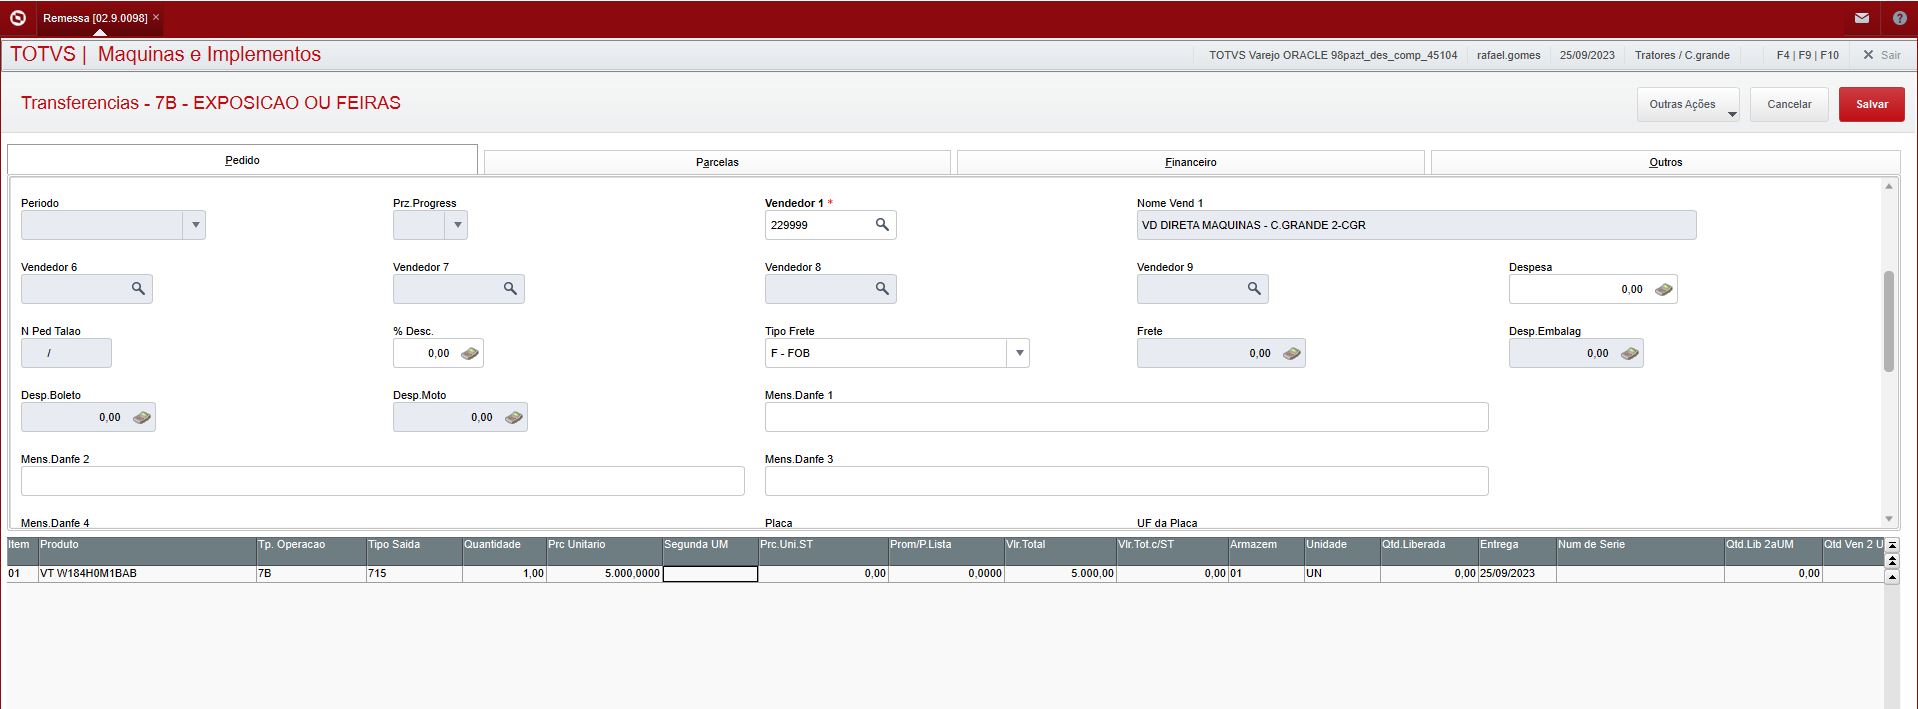 Remessa [02.9.0098] ×
TOTVS | Maquinas e Implementos
TOTVS Varejo ORACLE 98pazt_des_comp_45104 rafael.gomes 25/09/2023 Tratores / C.grande F4 | F9 | F10 × Sair
Transferencias - 7B - EXPOSICAO OU FEIRAS
Outras Ações Cancelar Salvar
Pedido Parcelas Financeiro Outros
Periodo Prz.Progress Vendedor 1 * Nome Vend 1
229999 VD DIRETA MAQUINAS - C.GRANDE 2-CGR
Vendedor 6 Vendedor 7 Vendedor 8 Vendedor 9 Despesa
0,00
N Ped Talao % Desc. Tipo Frete Frete Desp.Embalag
/ 0,00 F - FOB 0,00 0,00
Desp.Boleto Desp.Moto Mens.Danfe 1
0,00 0,00
Mens.Danfe 2 Mens.Danfe 3
Mens.Danfe 4 Placa UF da Placa
Item Produto Tp. Operacao Tipo Saida Quantidade Prc Unitario Segunda UM Prc.Uni.ST Prom/P.Lista Vlr.Total Vlr.Tot.c/ST Armazem Unidade Qtd.Liberada Entrega Num de Serie Qtd.Lib 2aUM Qtd Ven 2 U
01 VT W184H0M1BAB 7B 715 1,00 5.000,0000 0,00 0,0000 5.000,00 0,00 01 UN 0,00 25/09/2023 0,00